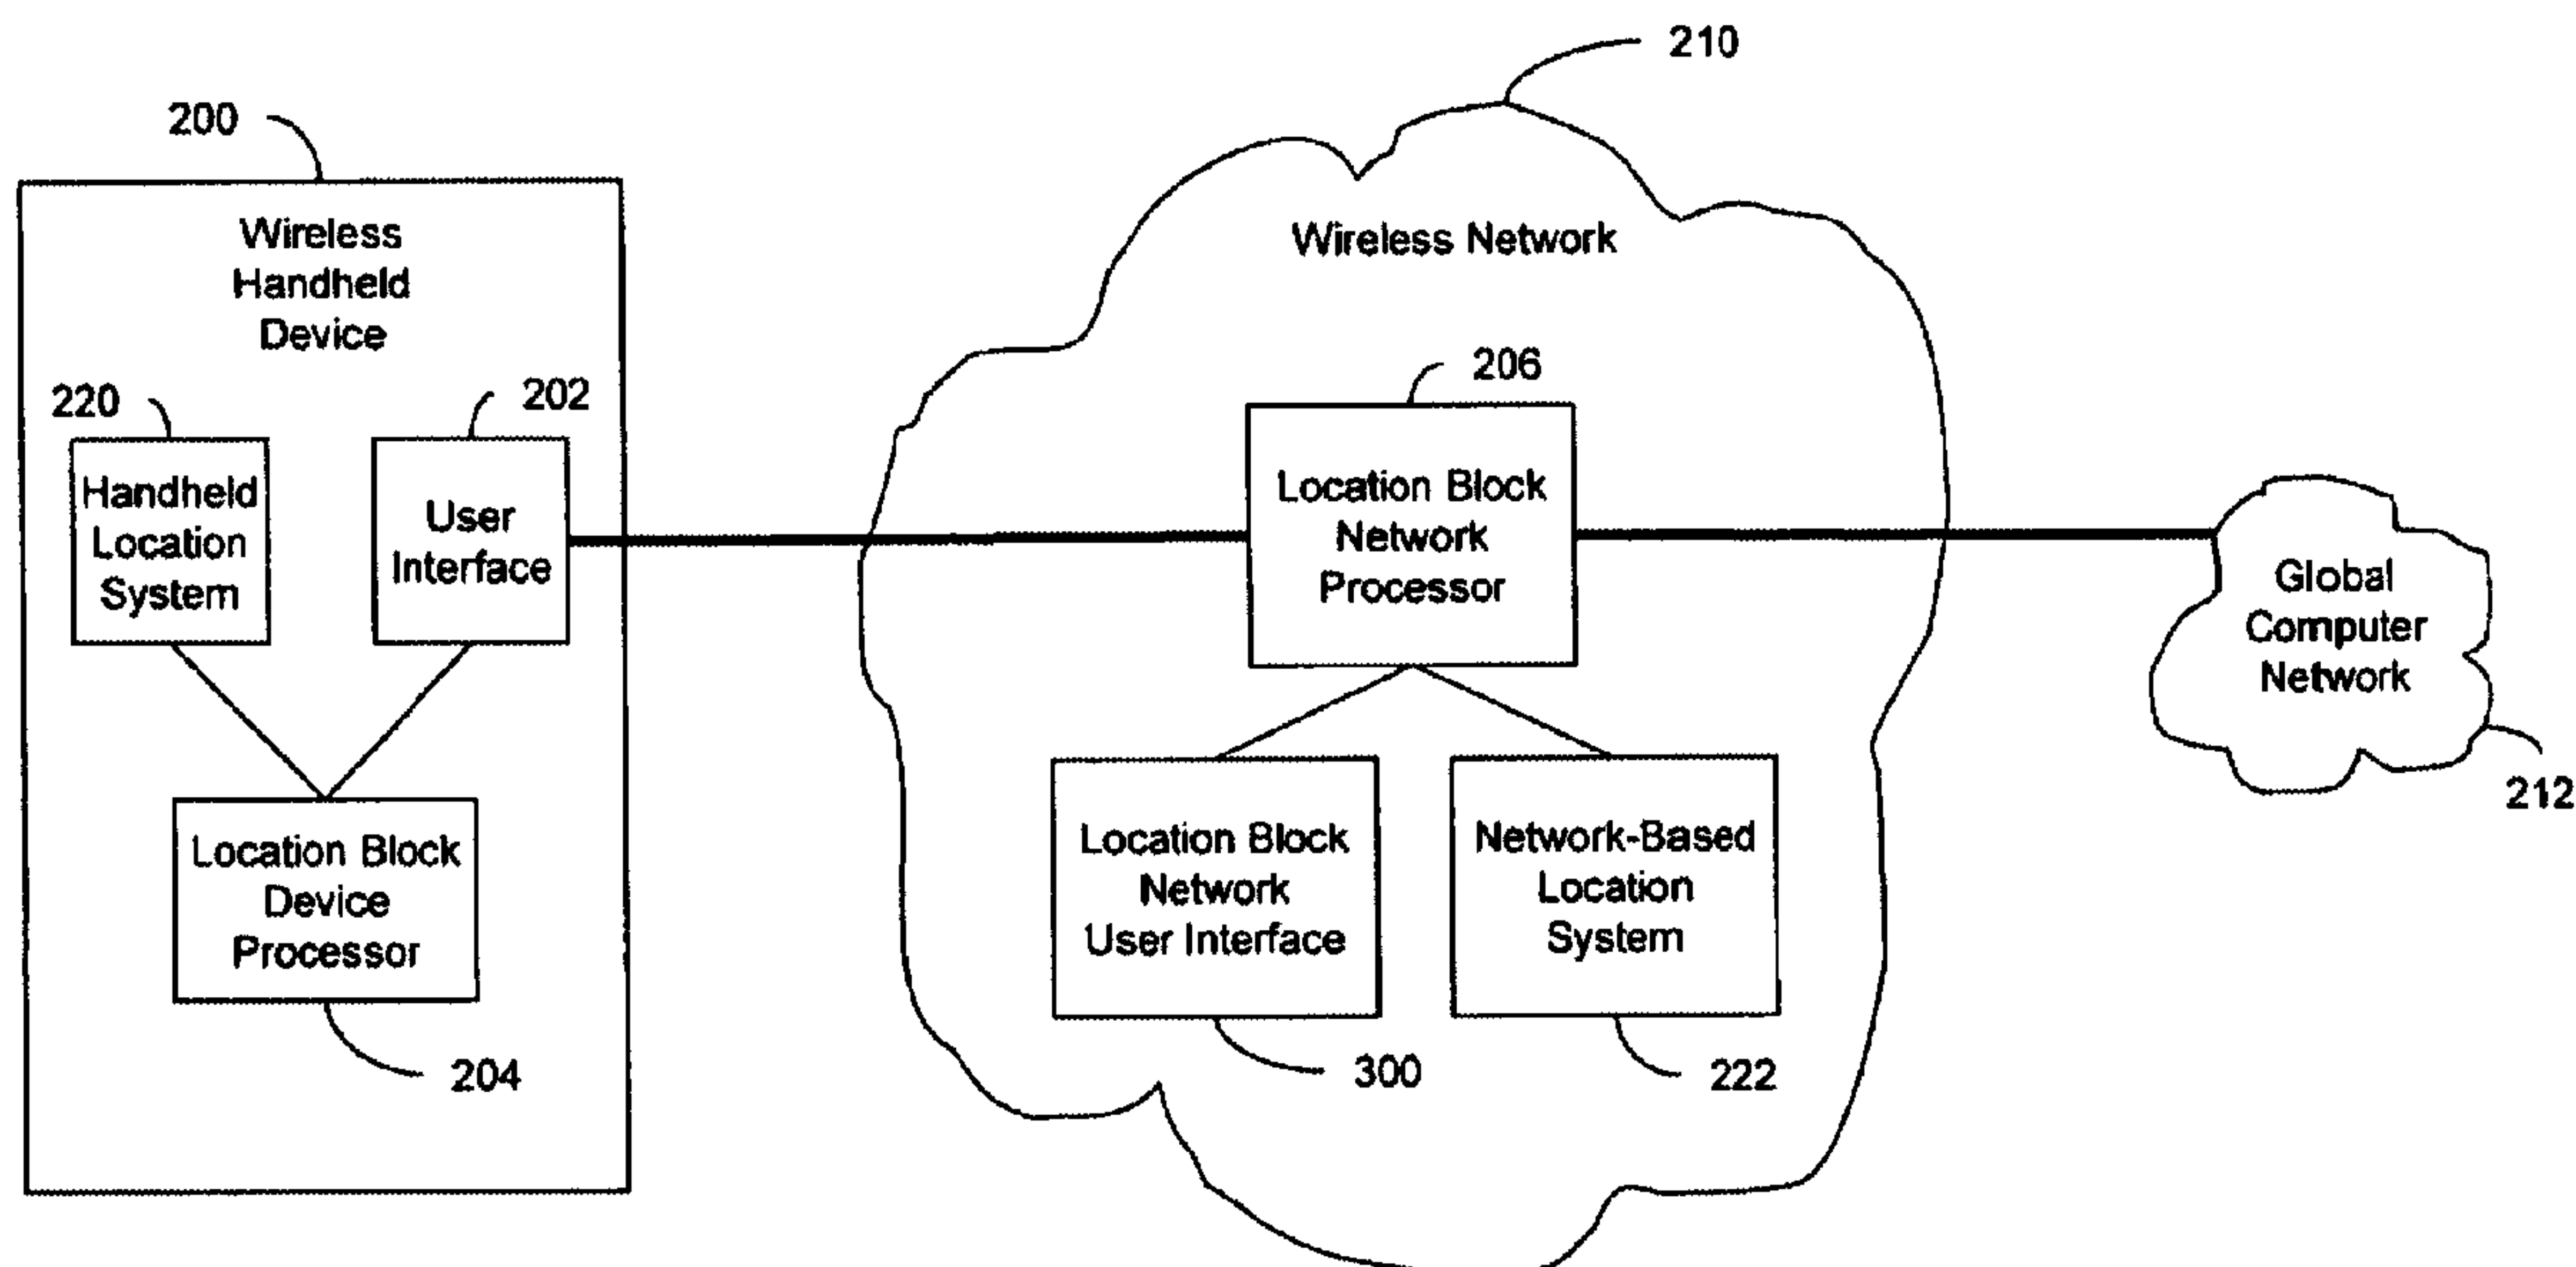 210
200
Wireless
Handheld
Device
Wireless Network
220
202
206
Handheld
Location
System
User
Interface
Location Block
Network
Processor
Global
Computer
Network
212
Location Block
Device
Processor
204
Location Block
Network
User Interface
300
Network-Based
Location
System
222